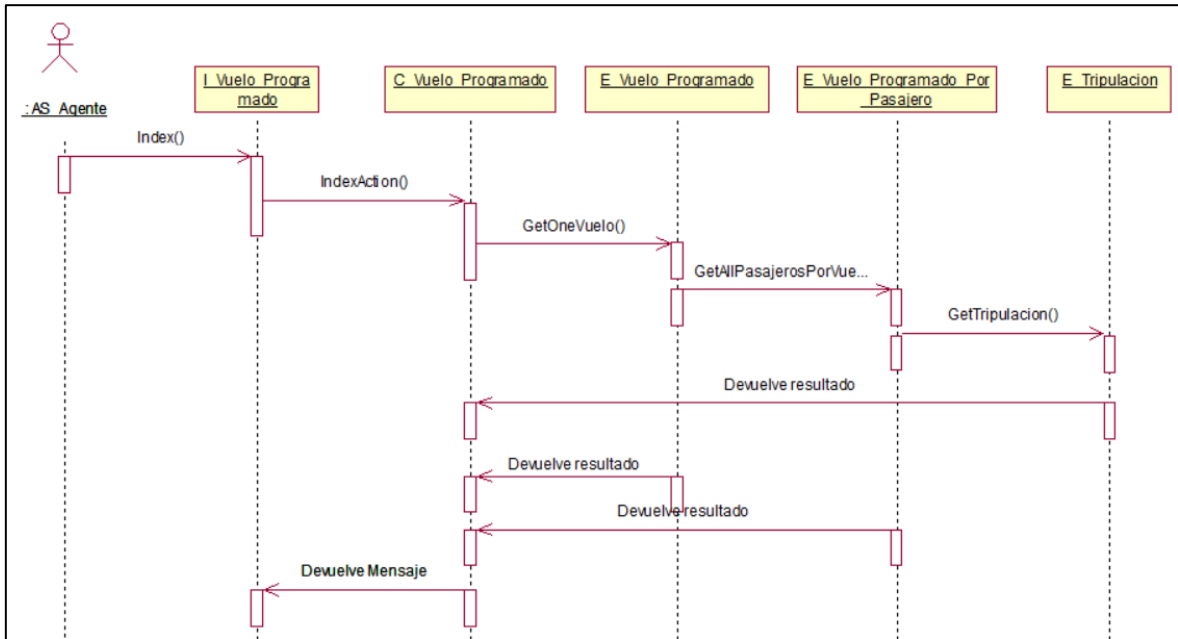 I_Vuelo_Progra
mado
C_Vuelo_Programado
E_Vuelo_Programado
E_Vuelo_Programado_Por
_Pasajero
E_Tripulacion
: AS_Agente
Index()
IndexAction()
GetOneVuelo()
GetAllPasajerosPorVue...
GetTripulacion()
Devuelve resultado
Devuelve resultado
Devuelve resultado
Devuelve Mensaje